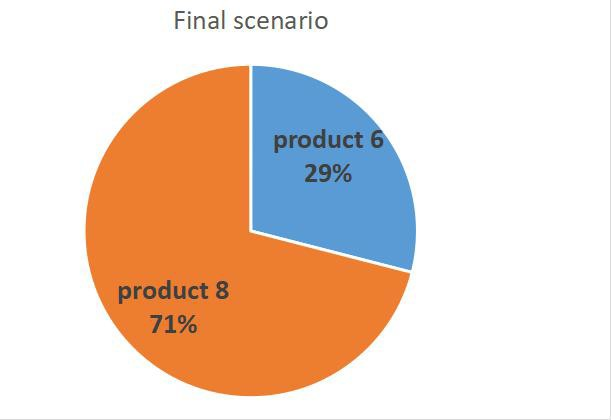 Final scenario
product 6
29%
product 8
71%